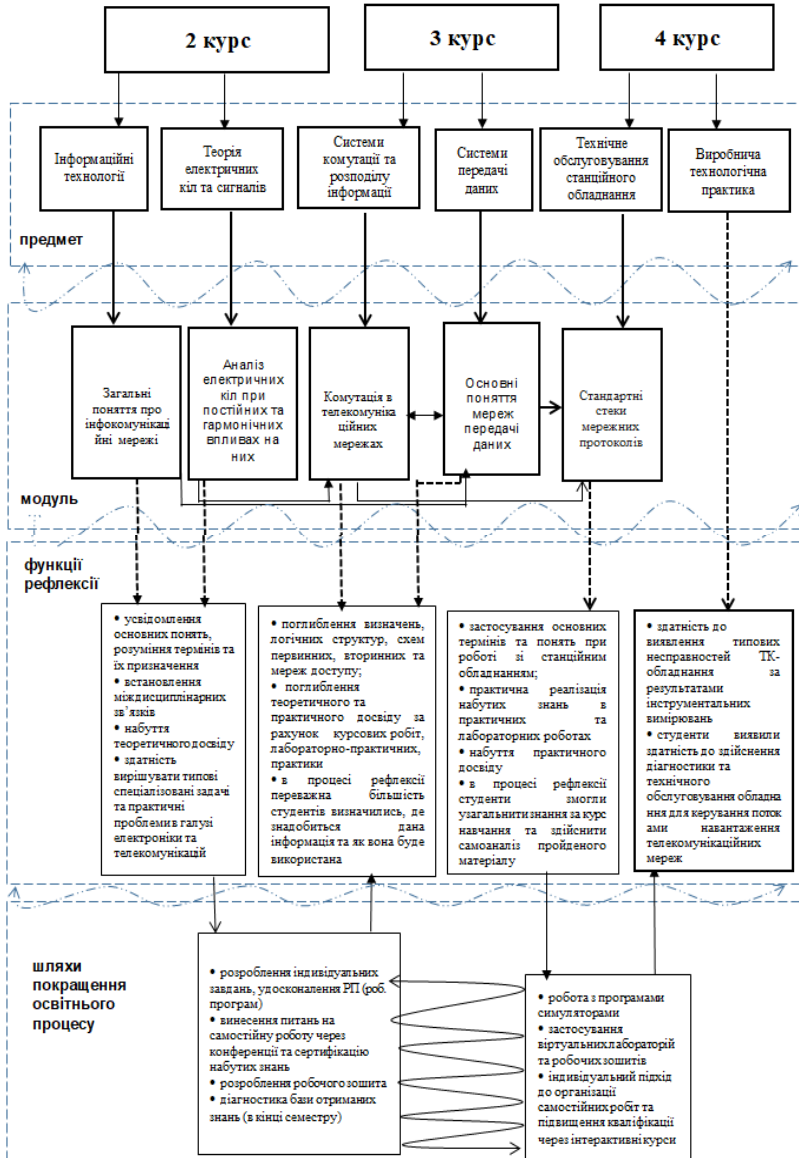 2 курс
3 курс
4 курс
Інформаційні
технології
Теорія
електричних
кіл та сигналів
Системи
комутації та
розподілу
інформації
Системи
передачі
даних
Технічне
обслуговування
станційного
обладнання
Виробнича
технологічна
практика
предмет
Загальні
поняття про
інфокомунікаці
йні мережі
Аналіз
електричних
кіл при
постійних та
гармонічних
впливах на
них
Комутація в
телекомуніка
ційних
мережах
Основні
поняття
мереж
передачі
даних
Стандартні
стеки
мережних
протоколів
модуль
функції
рефлексії
• усвідомлення
основних понять,
розуміння термінів та
їх призначення
• встановлення
міждисциплінарних
зв’язків
• набуття
теоретичного досвіду
• здатність
вирішувати типові
спеціалізовані задачі
та практичні
проблеми в галузі
електроніки та
телекомунікацій
• поглиблення визначень,
логічних структур, схем
первинних, вторинних та
мереж доступу;
• поглиблення
теоретичного та
практичного досвіду за
рахунок курсових робіт,
лабораторно-практичних,
практики
• в процесі рефлексії
переважна більшість
студентів визначились, де
знадобиться дана
інформація та як вона буде
використана
• застосування основних
термінів та понять при
роботі зі станційним
обладнанням;
• практична реалізація
набутих знань в
практичних та
лабораторних роботах
• набуття практичного
досвіду
• в процесі рефлексії
студенти змогли
узагальнити знання за курс
навчання та здійснити
самоаналіз пройденого
матеріалу
• здатність до
виявлення типових
несправностей ТК-
обладнання за
результатами
інструментальних
вимірювань
• студенти виявили
здатність до здійснення
діагностики та
технічного
обслуговування обладна
ння для керування поток
ами навантаження
телекомунікаційних
мереж
шляхи
покращення
освітнього
процесу
• розроблення індивідуальних
завдань, удосконалення РП (роб.
програм)
• винесення питань на
самостійну роботу через
конференції та сертифікацію
набутих знань
• розроблення робочого зошита
• діагностика бази отриманих
знань (в кінці семестру)
• робота з програмами
симуляторами
• застосування
віртуальних лабораторій
та робочих зошитів
• індивідуальний підхід
до організації
самостійних робіт та
підвищення кваліфікації
через інтерактивні курси